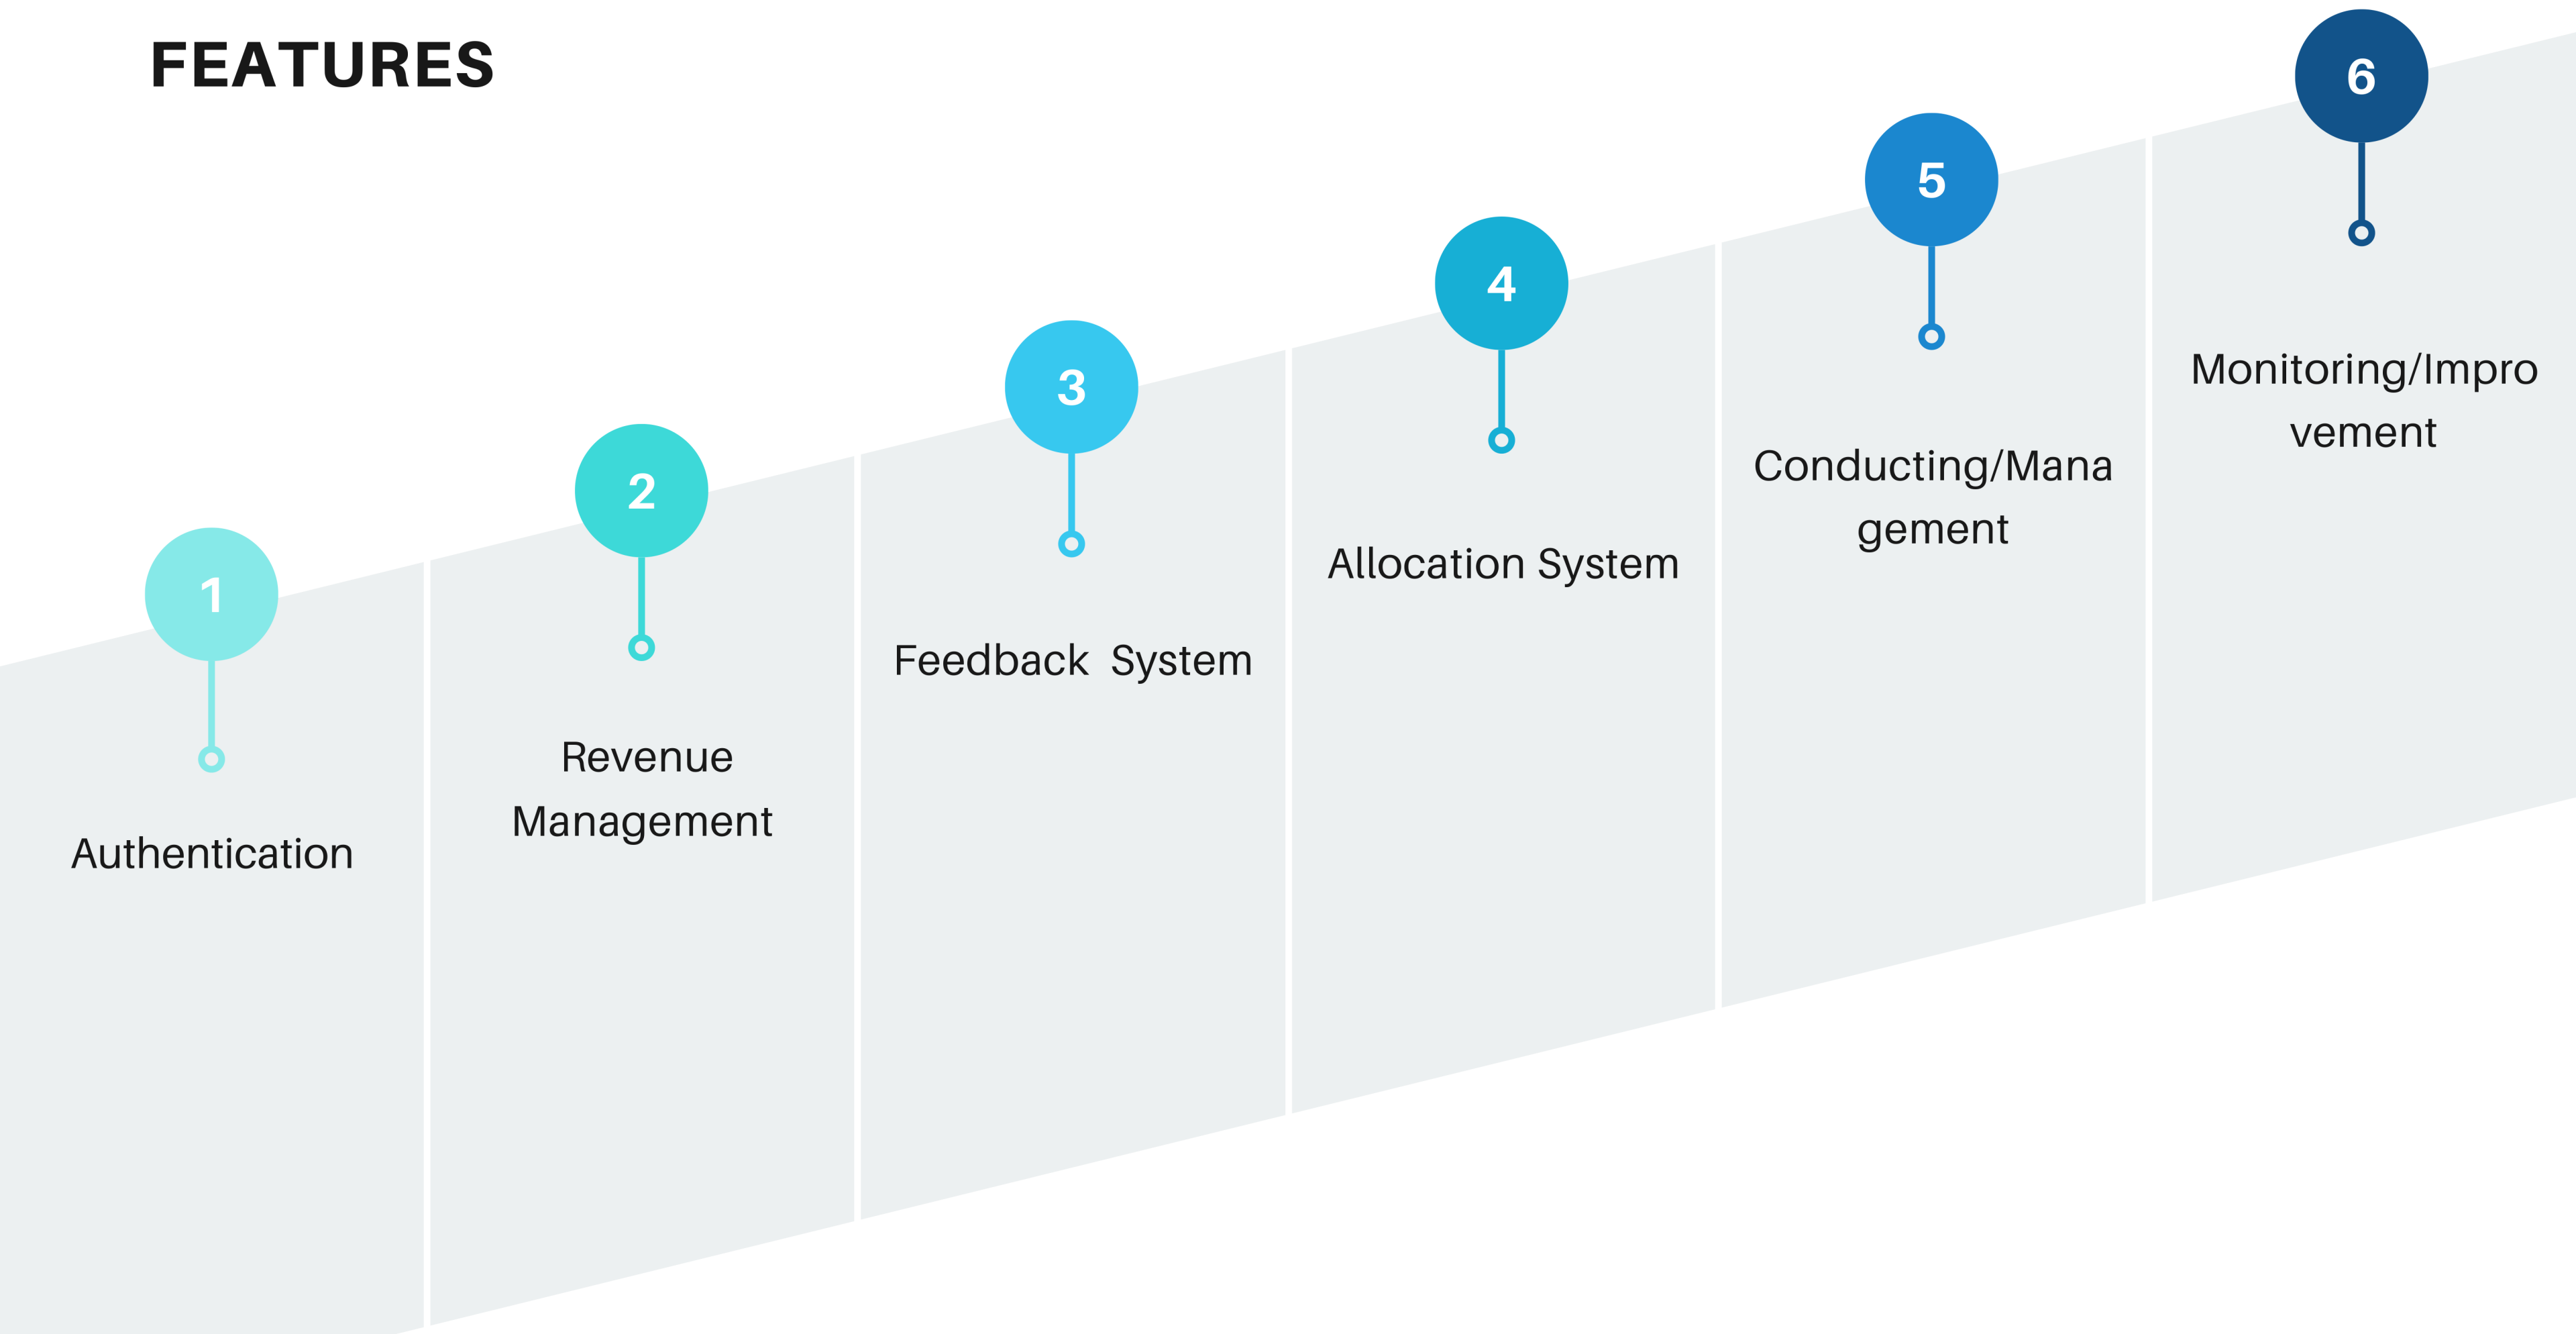 FEATURES
1
Authentication
2
Revenue
Management
3
Feedback  System
4
Allocation System
5
Conducting/Mana
gement
6
Monitoring/Impro
vement